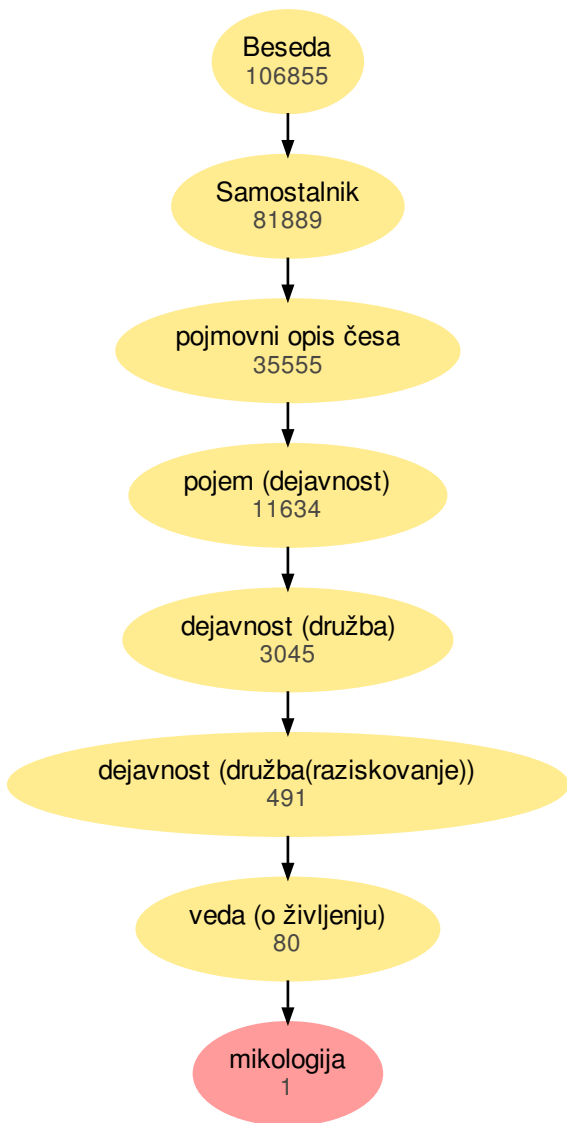 Beseda
106855
Samostalnik
81889
pojmovni opis česa
35555
pojem (dejavnost)
11634
dejavnost (družba)
3045
dejavnost (družba(raziskovanje))
491
veda (o življenju)
80
mikologija
1